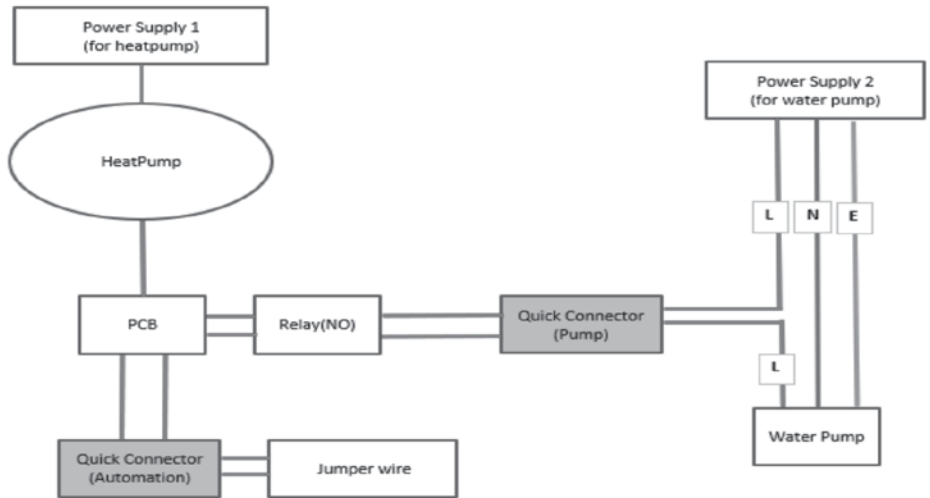 Power Supply 1
(for heatpump)
HeatPump
Power Supply 2
(for water pump)
L
N
E
PCB
Relay(NO)
Quick Connector
(Pump)
L
Water Pump
Quick Connector
(Automation)
Jumper wire